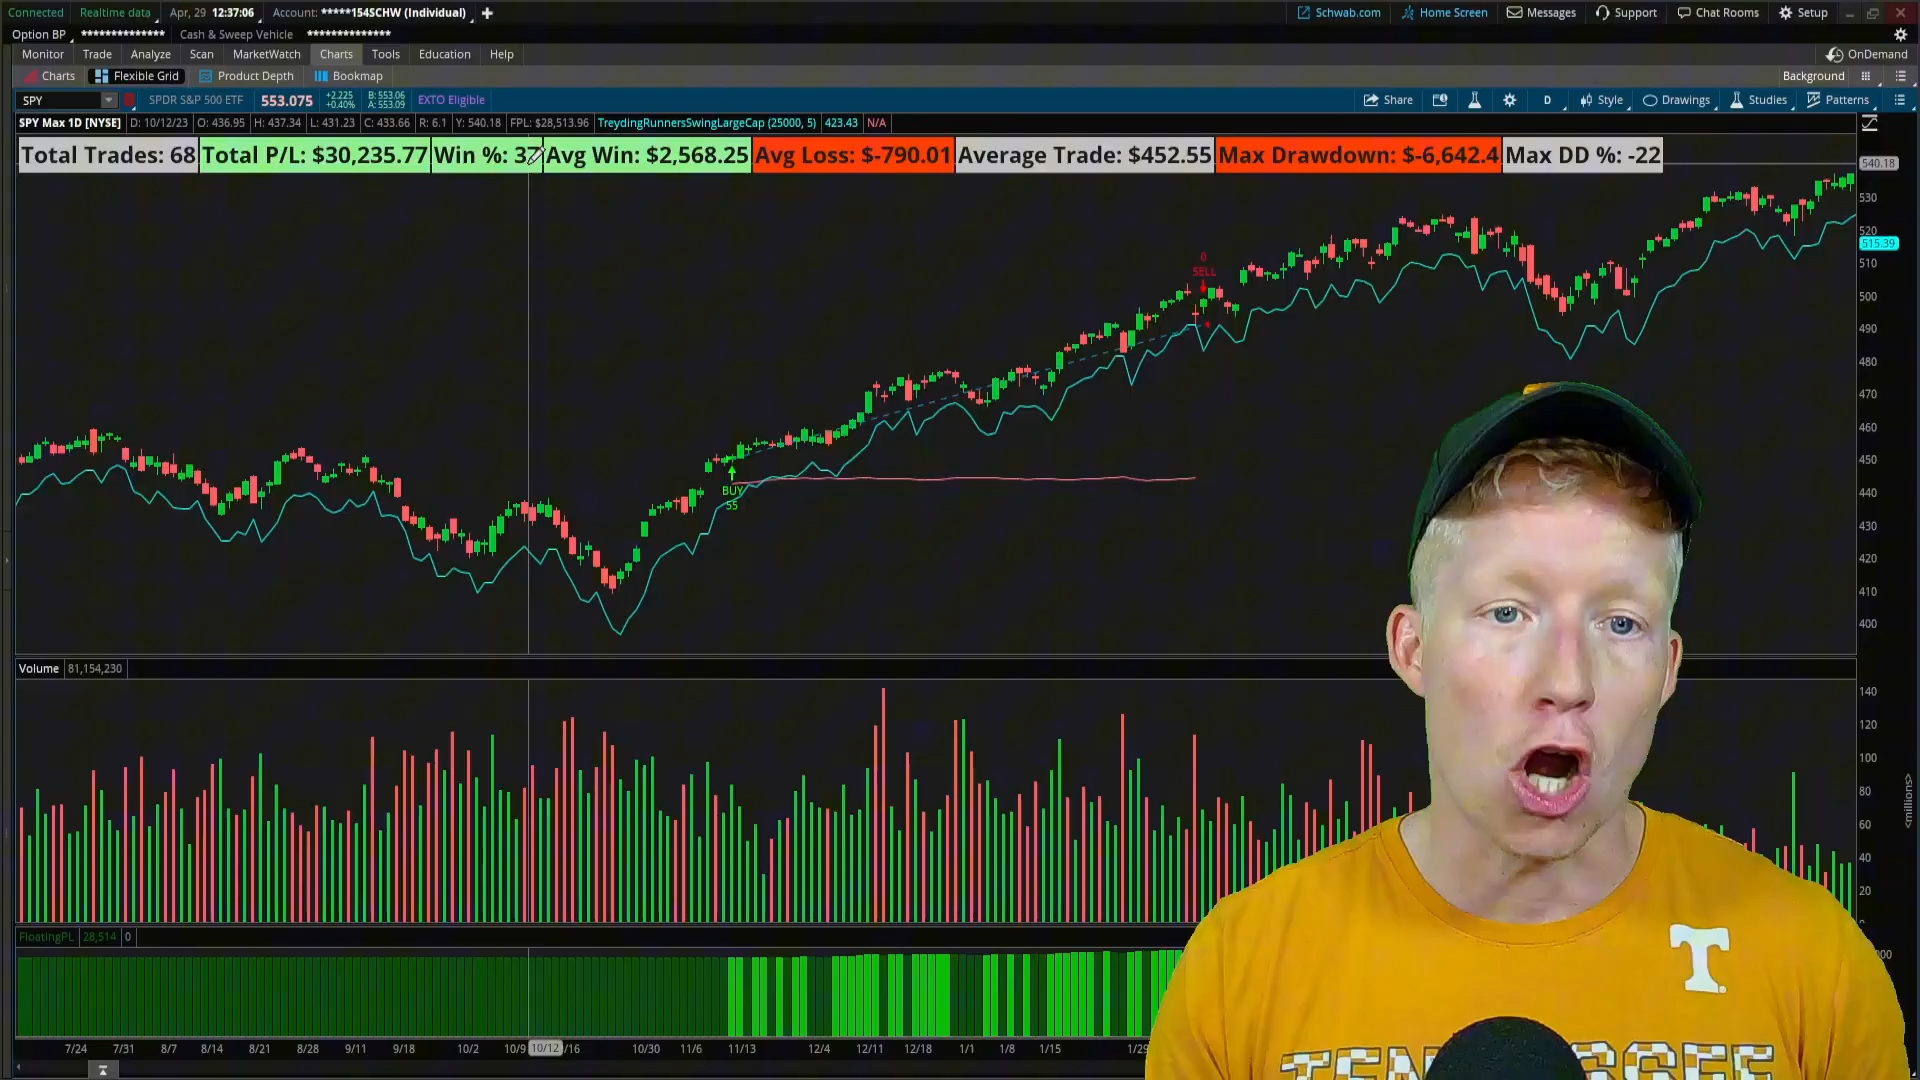 Connected Realtime data Apr, 29 12:37:06 Account: *****154SCHW (Individual) Schwab.com Home Screen Messages Support Chat Rooms Setup
Option BP ************** Cash & Sweep Vehicle **************
Monitor Trade Analyze Scan MarketWatch Charts Tools Education Help OnDemand
Charts Flexible Grid Product Depth Bookmap Background
SPY SPDR S&P 500 ETF 553.075 +2.225 +0.40% B: 553.06 A: 553.09 EXTO Eligible Share D Style Drawings Studies Patterns
SPY Max 1D [NYSE] D: 10/12/23 O: 436.95 H: 437.34 L: 431.23 C: 433.66 R: 6.1 Y: 540.18 FPL: $28,513.96 TreydingRunnersSwingLargeCap (25000, 5) 423.43 N/A
Total Trades: 68 Total P/L: $30,235.77 Win %: 37 Avg Win: $2,568.25 Avg Loss: $-790.01 Average Trade: $452.55 Max Drawdown: $-6,642.4 Max DD %: -22
540.18
530
520
515.39
510
500
490
480
470
460
450
440
430
420
410
400
0
SELL
BUY
55
Volume 81,154,230
140
120
100
80
60
40
20
<millions>
FloatingPL 28,514 0
7/24 7/31 8/7 8/14 8/21 8/28 9/11 9/18 10/2 10/9 10/12 /16 10/30 11/6 11/13 12/4 12/11 12/18 1/1 1/8 1/15 1/29
T